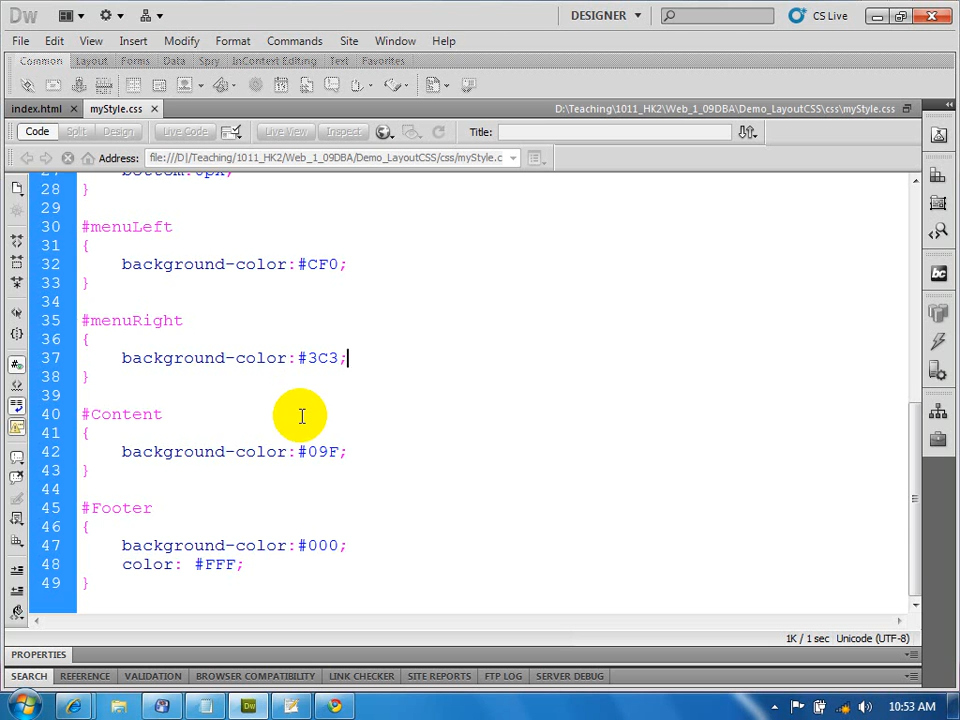 Dw
DESIGNER
CS Live
File Edit View Insert Modify Format Commands Site Window Help
Common Layout Forms Data Spry InContext Editing Text Favorites
index.html myStyle.css D:\Teaching\1011_HK2\Web_1_09DBA\Demo_LayoutCSS\css\myStyle.css
Code Split Design Live Code Live View Inspect Title:
Address: file:///D|/Teaching/1011_HK2/Web_1_09DBA/Demo_LayoutCSS/css/myStyle.c
27 bottom:0px;
28 }
29
30 #menuLeft
31 {
32 background-color:#CF0;
33 }
34
35 #menuRight
36 {
37 background-color:#3C3;
38 }
39
40 #Content
41 {
42 background-color:#09F;
43 }
44
45 #Footer
46 {
47 background-color:#000;
48 color: #FFF;
49 }
1K / 1 sec Unicode (UTF-8)
PROPERTIES
SEARCH REFERENCE VALIDATION BROWSER COMPATIBILITY LINK CHECKER SITE REPORTS FTP LOG SERVER DEBUG
bc
Dw
10:53 AM